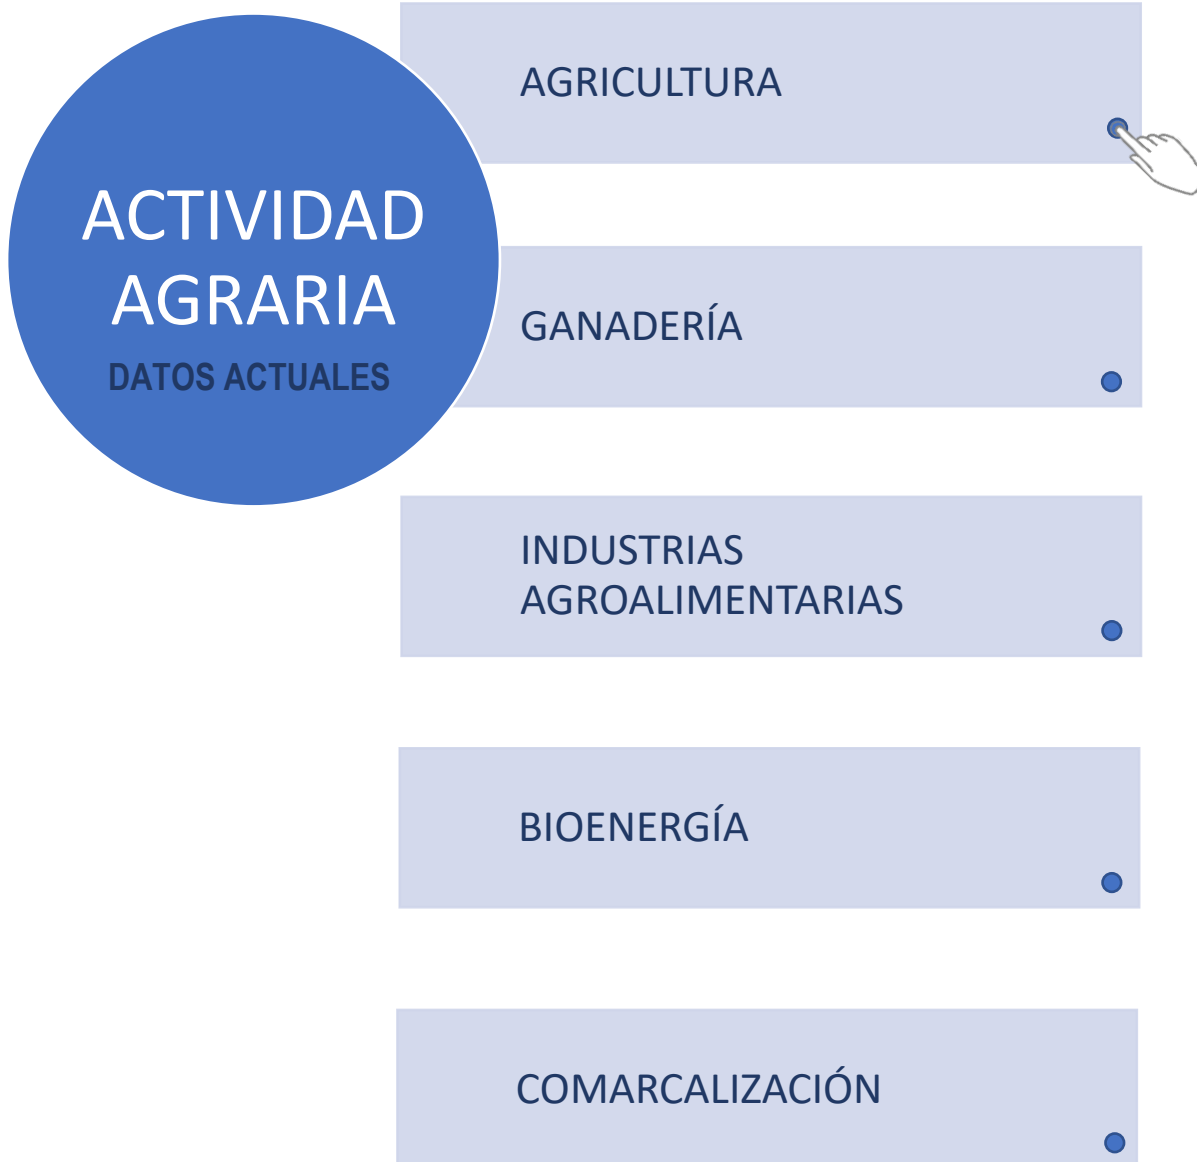 ACTIVIDAD
AGRARIA
DATOS ACTUALES
AGRICULTURA
GANADERÍA
INDUSTRIAS
AGROALIMENTARIAS
BIOENERGÍA
COMARCALIZACIÓN